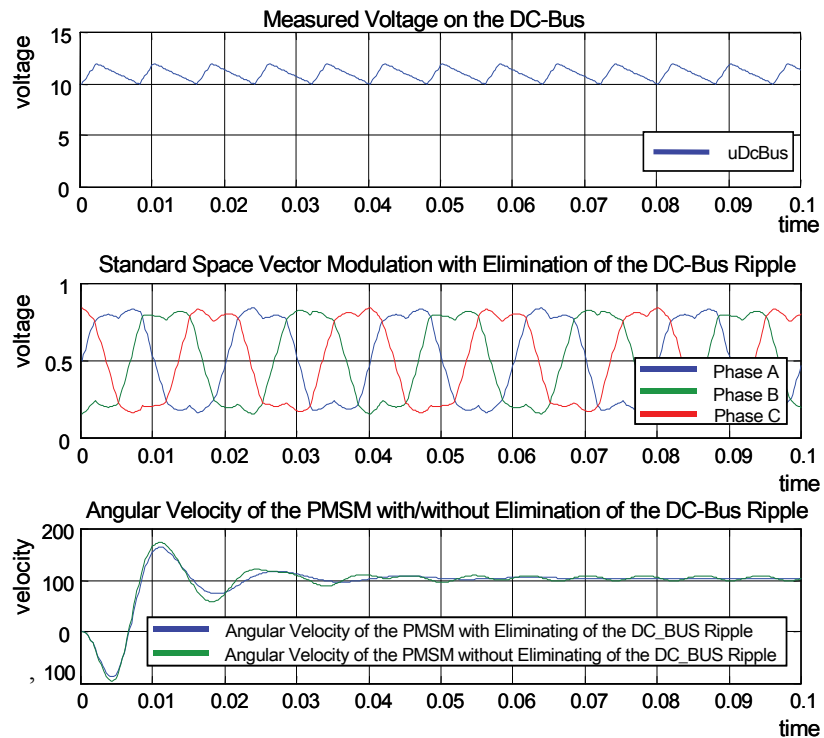 Measured Voltage on the DC-Bus
voltage
15
10
5
0
uDcBus
0 0.01 0.02 0.03 0.04 0.05 0.06 0.07 0.08 0.09 0.1
time
Standard Space Vector Modulation with Elimination of the DC-Bus Ripple
voltage
1
0.5
0
Phase A
Phase B
Phase C
0 0.01 0.02 0.03 0.04 0.05 0.06 0.07 0.08 0.09 0.1
time
Angular Velocity of the PMSM with/without Elimination of the DC-Bus Ripple
velocity
200
100
0
, 100
Angular Velocity of the PMSM with Eliminating of the DC_BUS Ripple
Angular Velocity of the PMSM without Eliminating of the DC_BUS Ripple
0 0.01 0.02 0.03 0.04 0.05 0.06 0.07 0.08 0.09 0.1
time